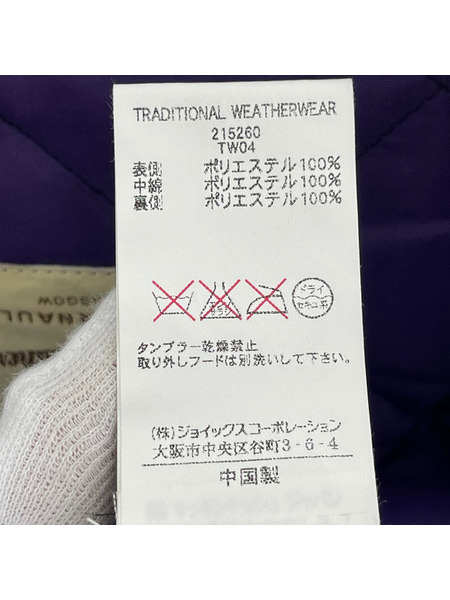 TRADITIONAL WEATHERWEAR
215260
TW04
表側 ポリエステル100%
中綿 ポリエステル100%
裏側 ポリエステル100%
ドライ
セキユ系
タンブラー乾燥禁止
取り外しフードは別洗いして下さい。
(株)ジョイックスコーポレーション
大阪市中央区谷町3-6-4
中国製